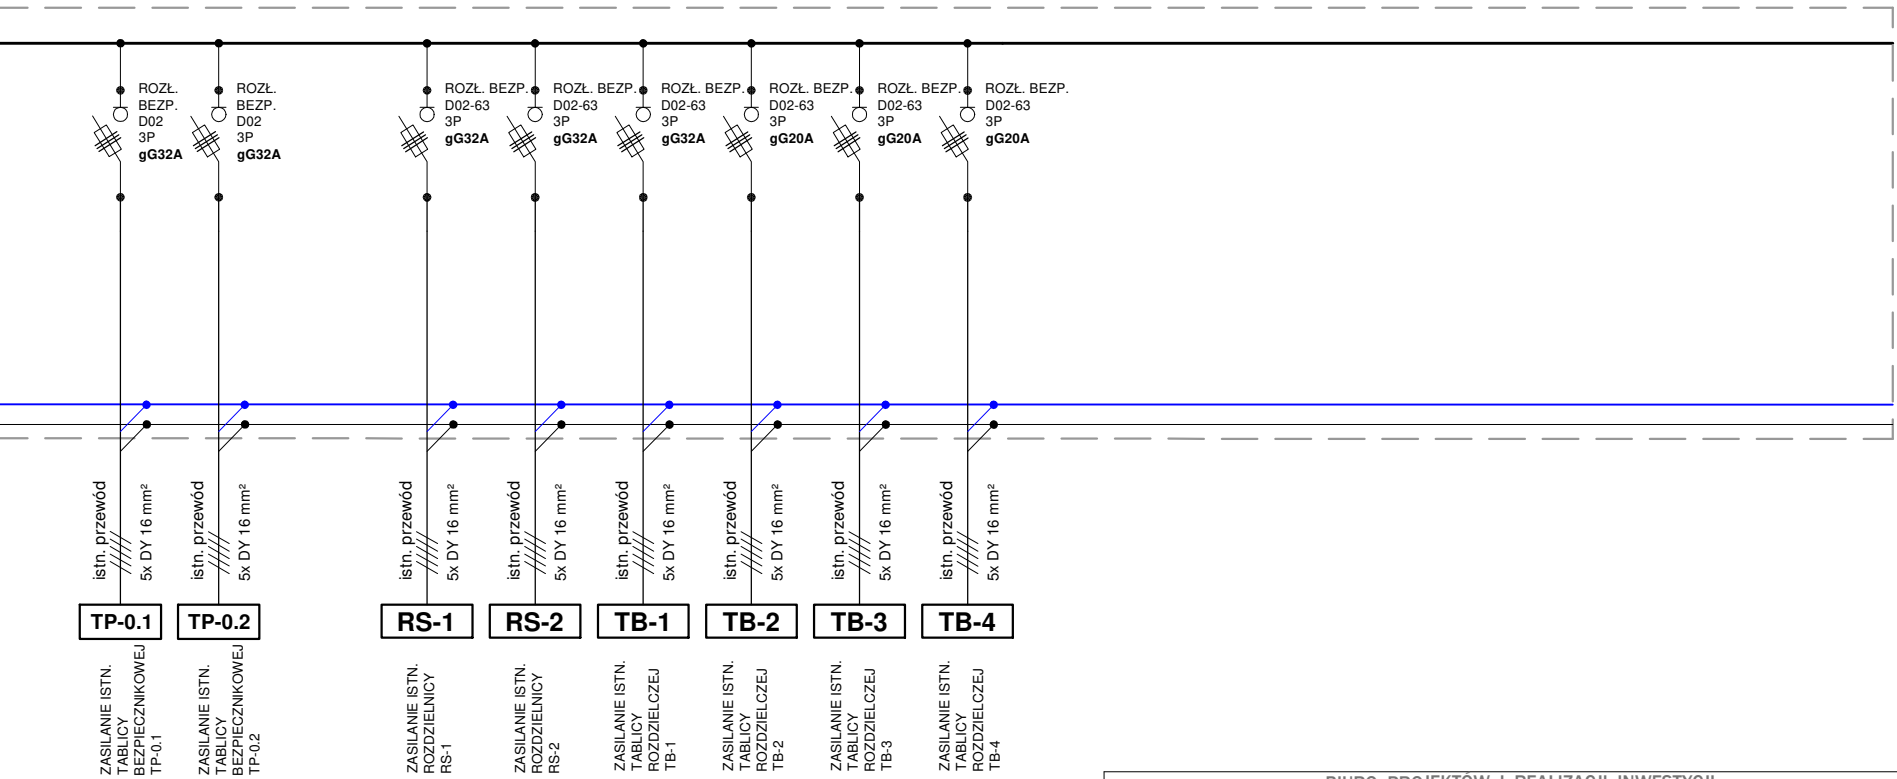 ROZŁ.
BEZP.
D02
3P
gG32A
ROZŁ.
BEZP.
D02
3P
gG32A
ROZŁ. BEZP.
D02-63
3P
gG32A
ROZŁ. BEZP.
D02-63
3P
gG32A
ROZŁ. BEZP.
D02-63
3P
gG32A
ROZŁ. BEZP.
D02-63
3P
gG20A
ROZŁ. BEZP.
D02-63
3P
gG20A
ROZŁ. BEZP.
D02-63
3P
gG20A
istn. przewód
5x DY 16 mm²
istn. przewód
5x DY 16 mm²
istn. przewód
5x DY 16 mm²
istn. przewód
5x DY 16 mm²
istn. przewód
5x DY 16 mm²
istn. przewód
5x DY 16 mm²
istn. przewód
5x DY 16 mm²
istn. przewód
5x DY 16 mm²
TP-0.1
TP-0.2
RS-1
RS-2
TB-1
TB-2
TB-3
TB-4
ZASILANIE ISTN.
TABLICY
BEZPIECZNIKOWEJ
TP-0.1
ZASILANIE ISTN.
TABLICY
BEZPIECZNIKOWEJ
TP-0.2
ZASILANIE ISTN.
ROZDZIELNICY
RS-1
ZASILANIE ISTN.
ROZDZIELNICY
RS-2
ZASILANIE ISTN.
TABLICY
ROZDZIELCZEJ
TB-1
ZASILANIE ISTN.
TABLICY
ROZDZIELCZEJ
TB-2
ZASILANIE ISTN.
TABLICY
ROZDZIELCZEJ
TB-3
ZASILANIE ISTN.
TABLICY
ROZDZIELCZEJ
TB-4
BIURO PROJEKTÓW I REALIZACJI INWESTYCJI